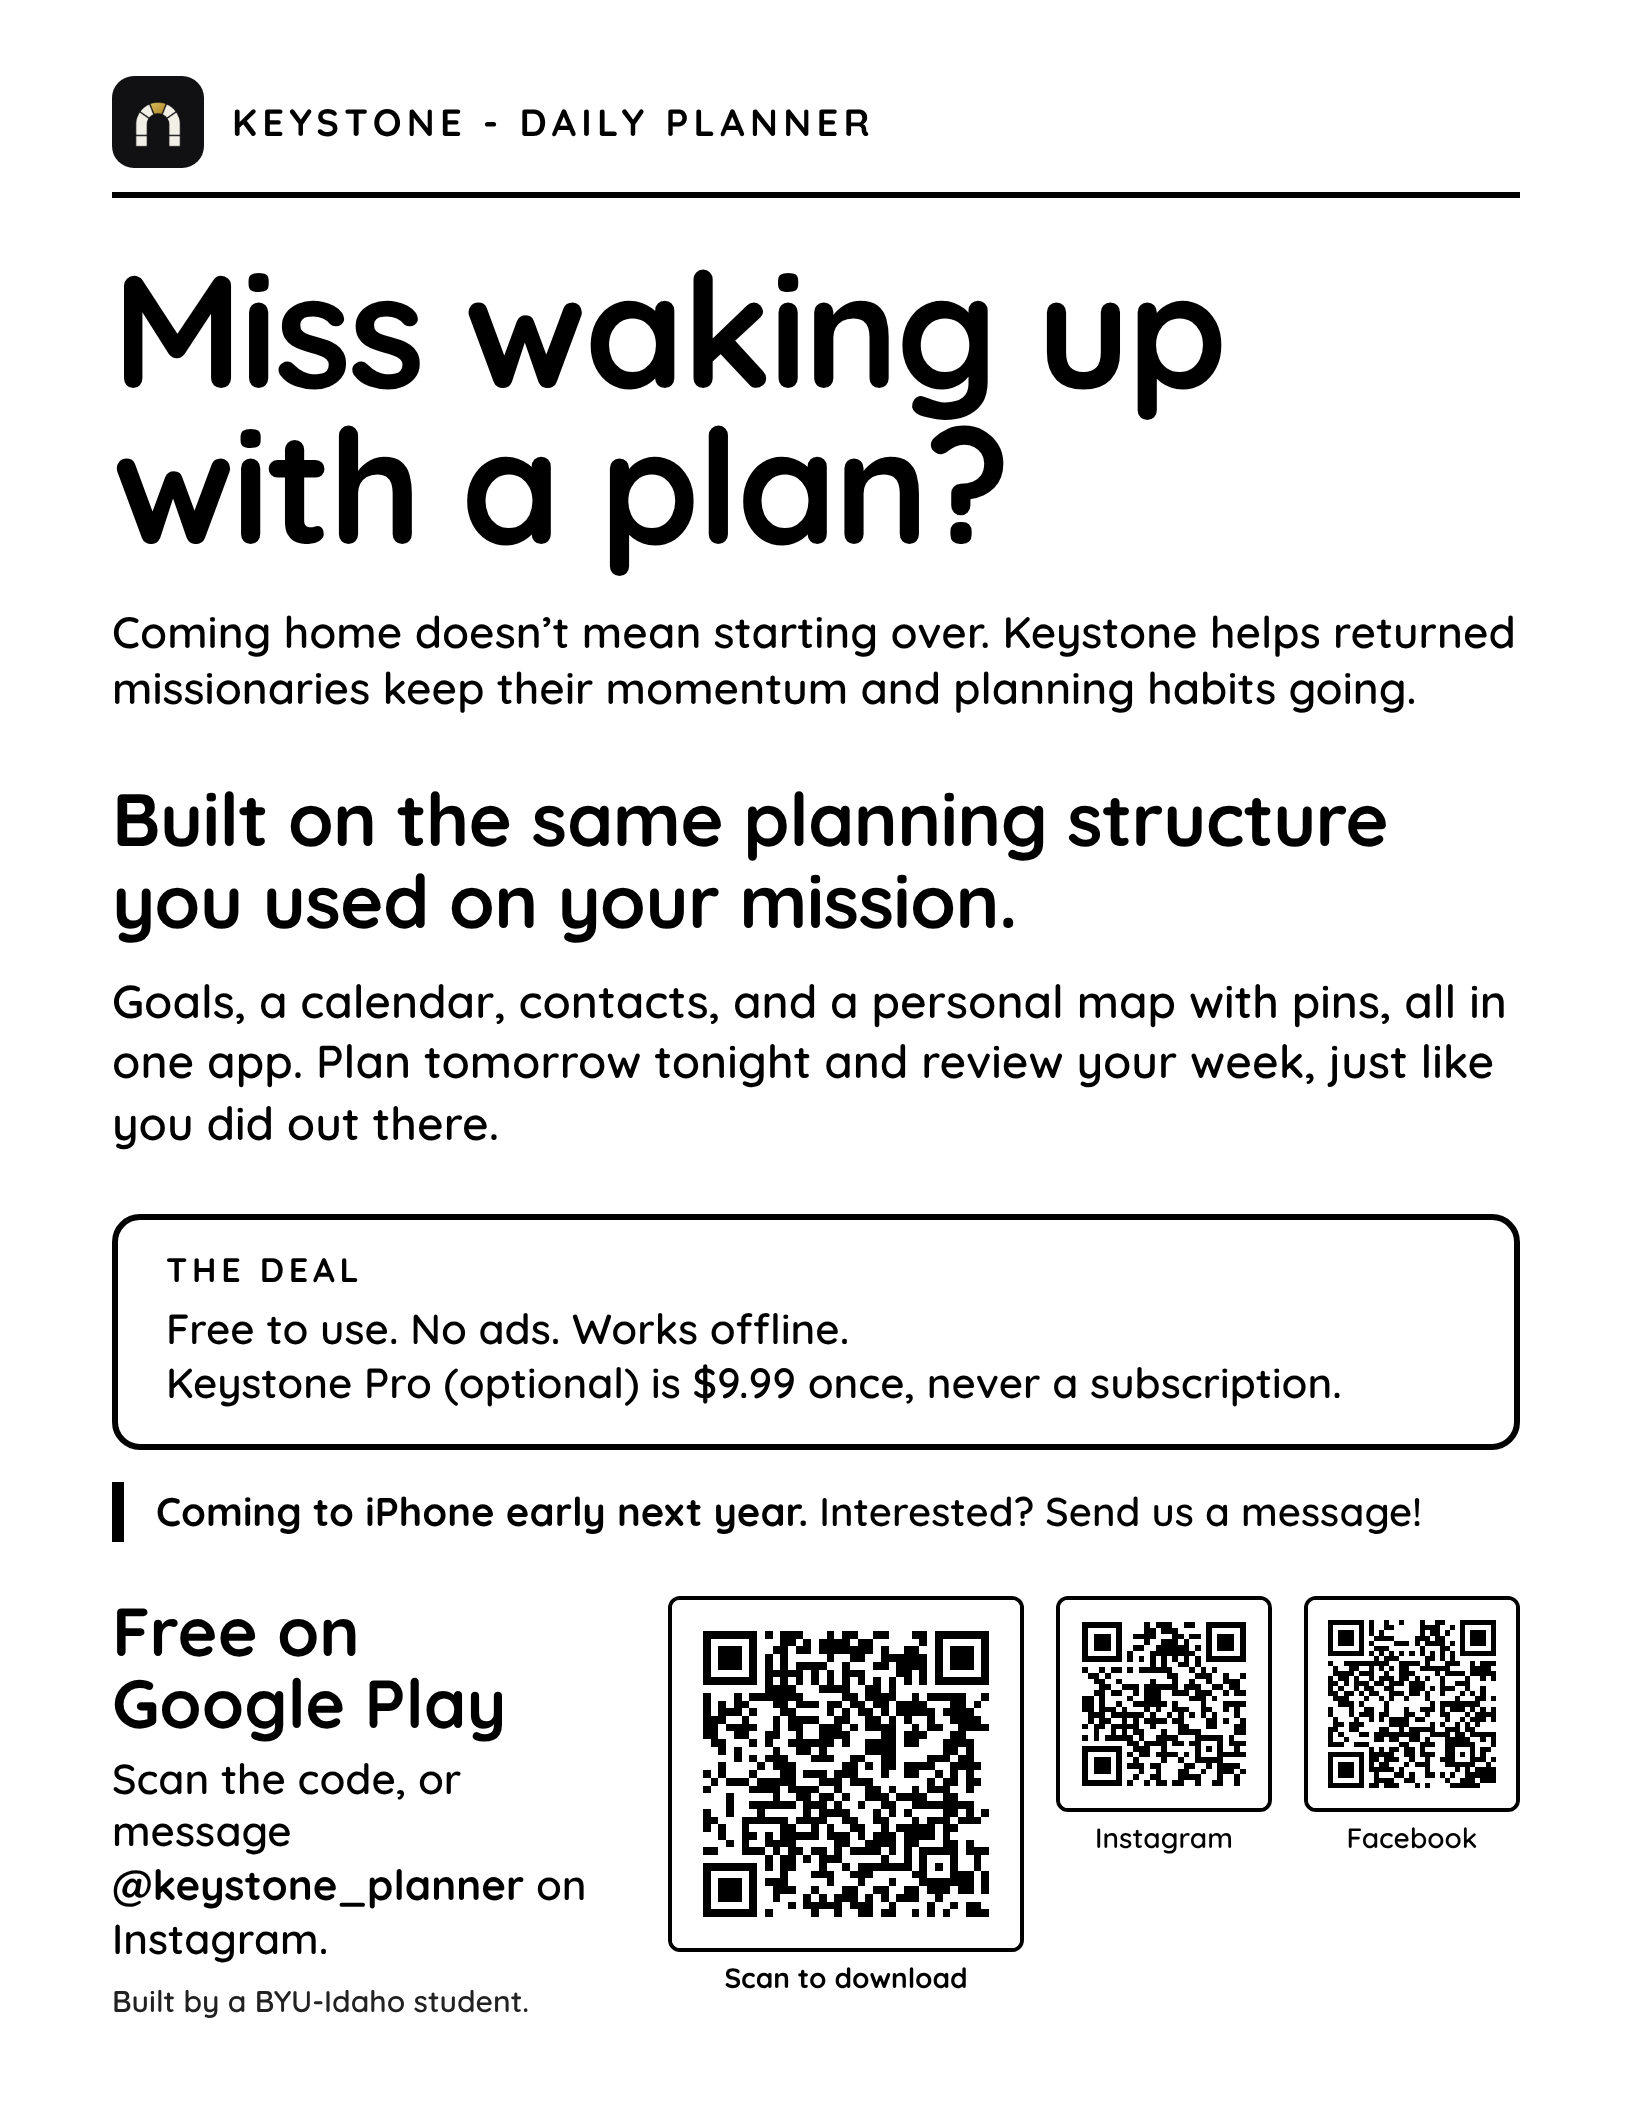 KEYSTONE - DAILY PLANNER
Miss waking up
with a plan?
Coming home doesn’t mean starting over. Keystone helps returned
missionaries keep their momentum and planning habits going.
Built on the same planning structure
you used on your mission.
Goals, a calendar, contacts, and a personal map with pins, all in
one app. Plan tomorrow tonight and review your week, just like
you did out there.
THE DEAL
Free to use. No ads. Works offline.
Keystone Pro (optional) is $9.99 once, never a subscription.
Coming to iPhone early next year. Interested? Send us a message!
Free on
Google Play
Scan the code, or
message
@keystone_planner on
Instagram.
Built by a BYU-Idaho student.
Scan to download
Instagram
Facebook